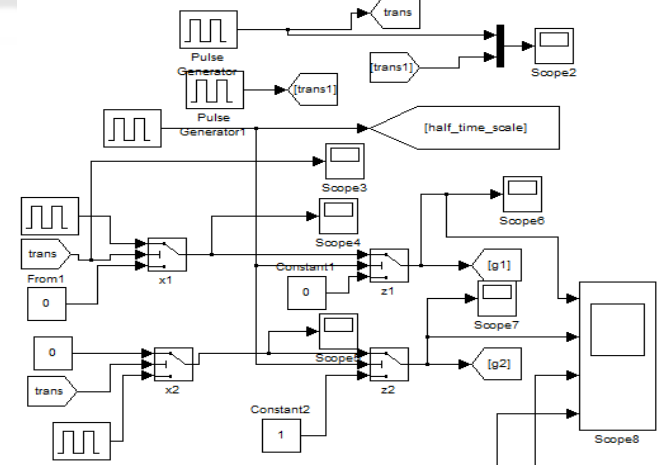 trans
Pulse
Generator
[trans1]
Scope2
[trans1]
Pulse
Generator1
[half_time_scale]
Scope3
Scope6
Scope4
trans
From1
x1
Constant1
0
0
z1
[g1]
Scope7
0
Scope5
trans
x2
z2
[g2]
Constant2
1
Scope8